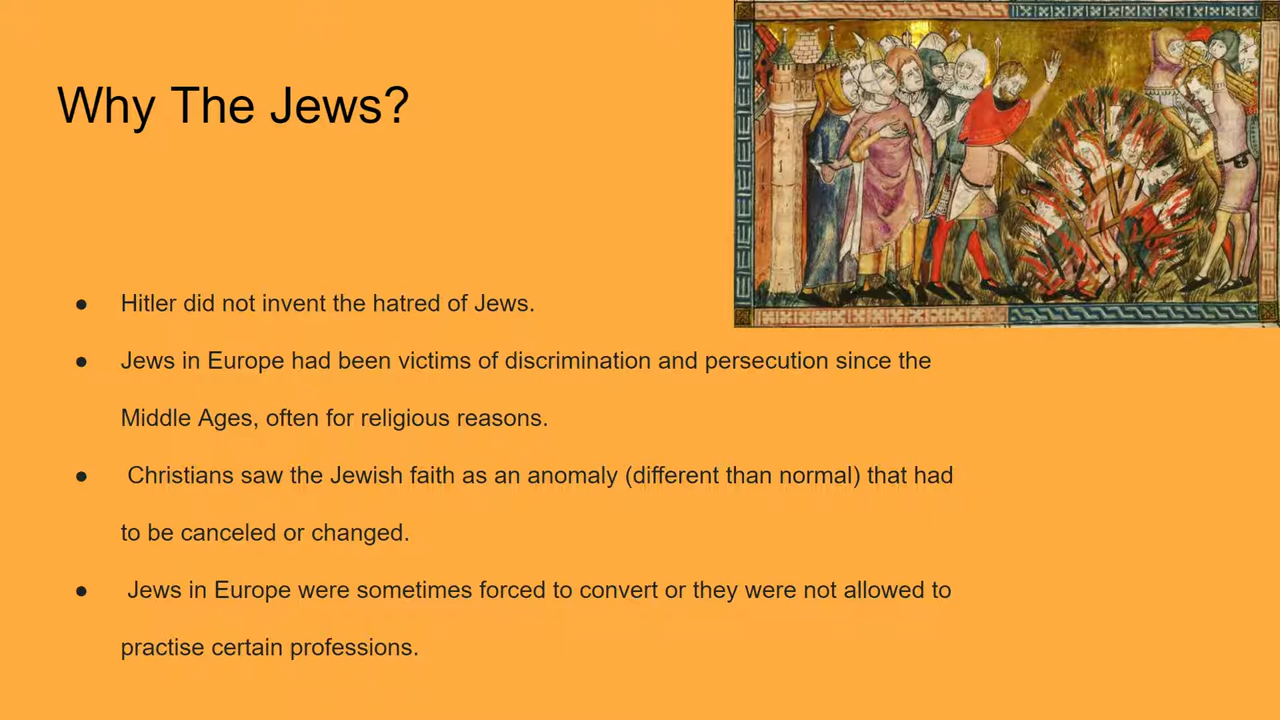 Why The Jews?
● Hitler did not invent the hatred of Jews.
● Jews in Europe had been victims of discrimination and persecution since the
Middle Ages, often for religious reasons.
● Christians saw the Jewish faith as an anomaly (different than normal) that had
to be canceled or changed.
● Jews in Europe were sometimes forced to convert or they were not allowed to
practise certain professions.